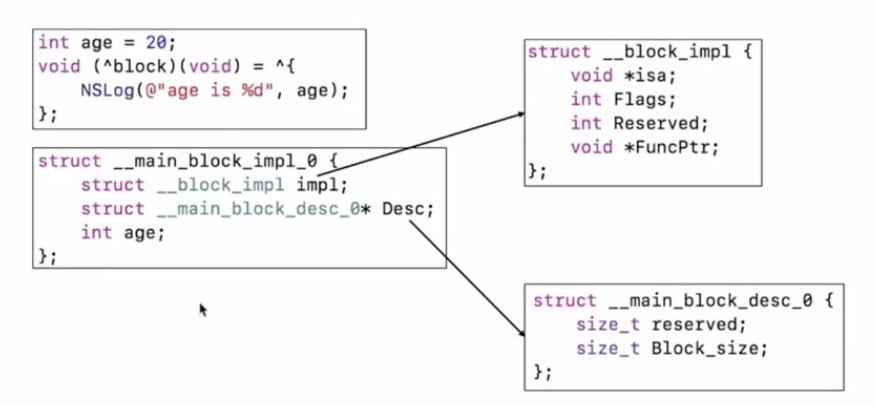 int age = 20;
void (^block)(void) = ^{
    NSLog(@"age is %d", age);
};
struct __main_block_impl_0 {
    struct __block_impl impl;
    struct __main_block_desc_0* Desc;
    int age;
};
struct __block_impl {
    void *isa;
    int Flags;
    int Reserved;
    void *FuncPtr;
};
struct __main_block_desc_0 {
    size_t reserved;
    size_t Block_size;
};